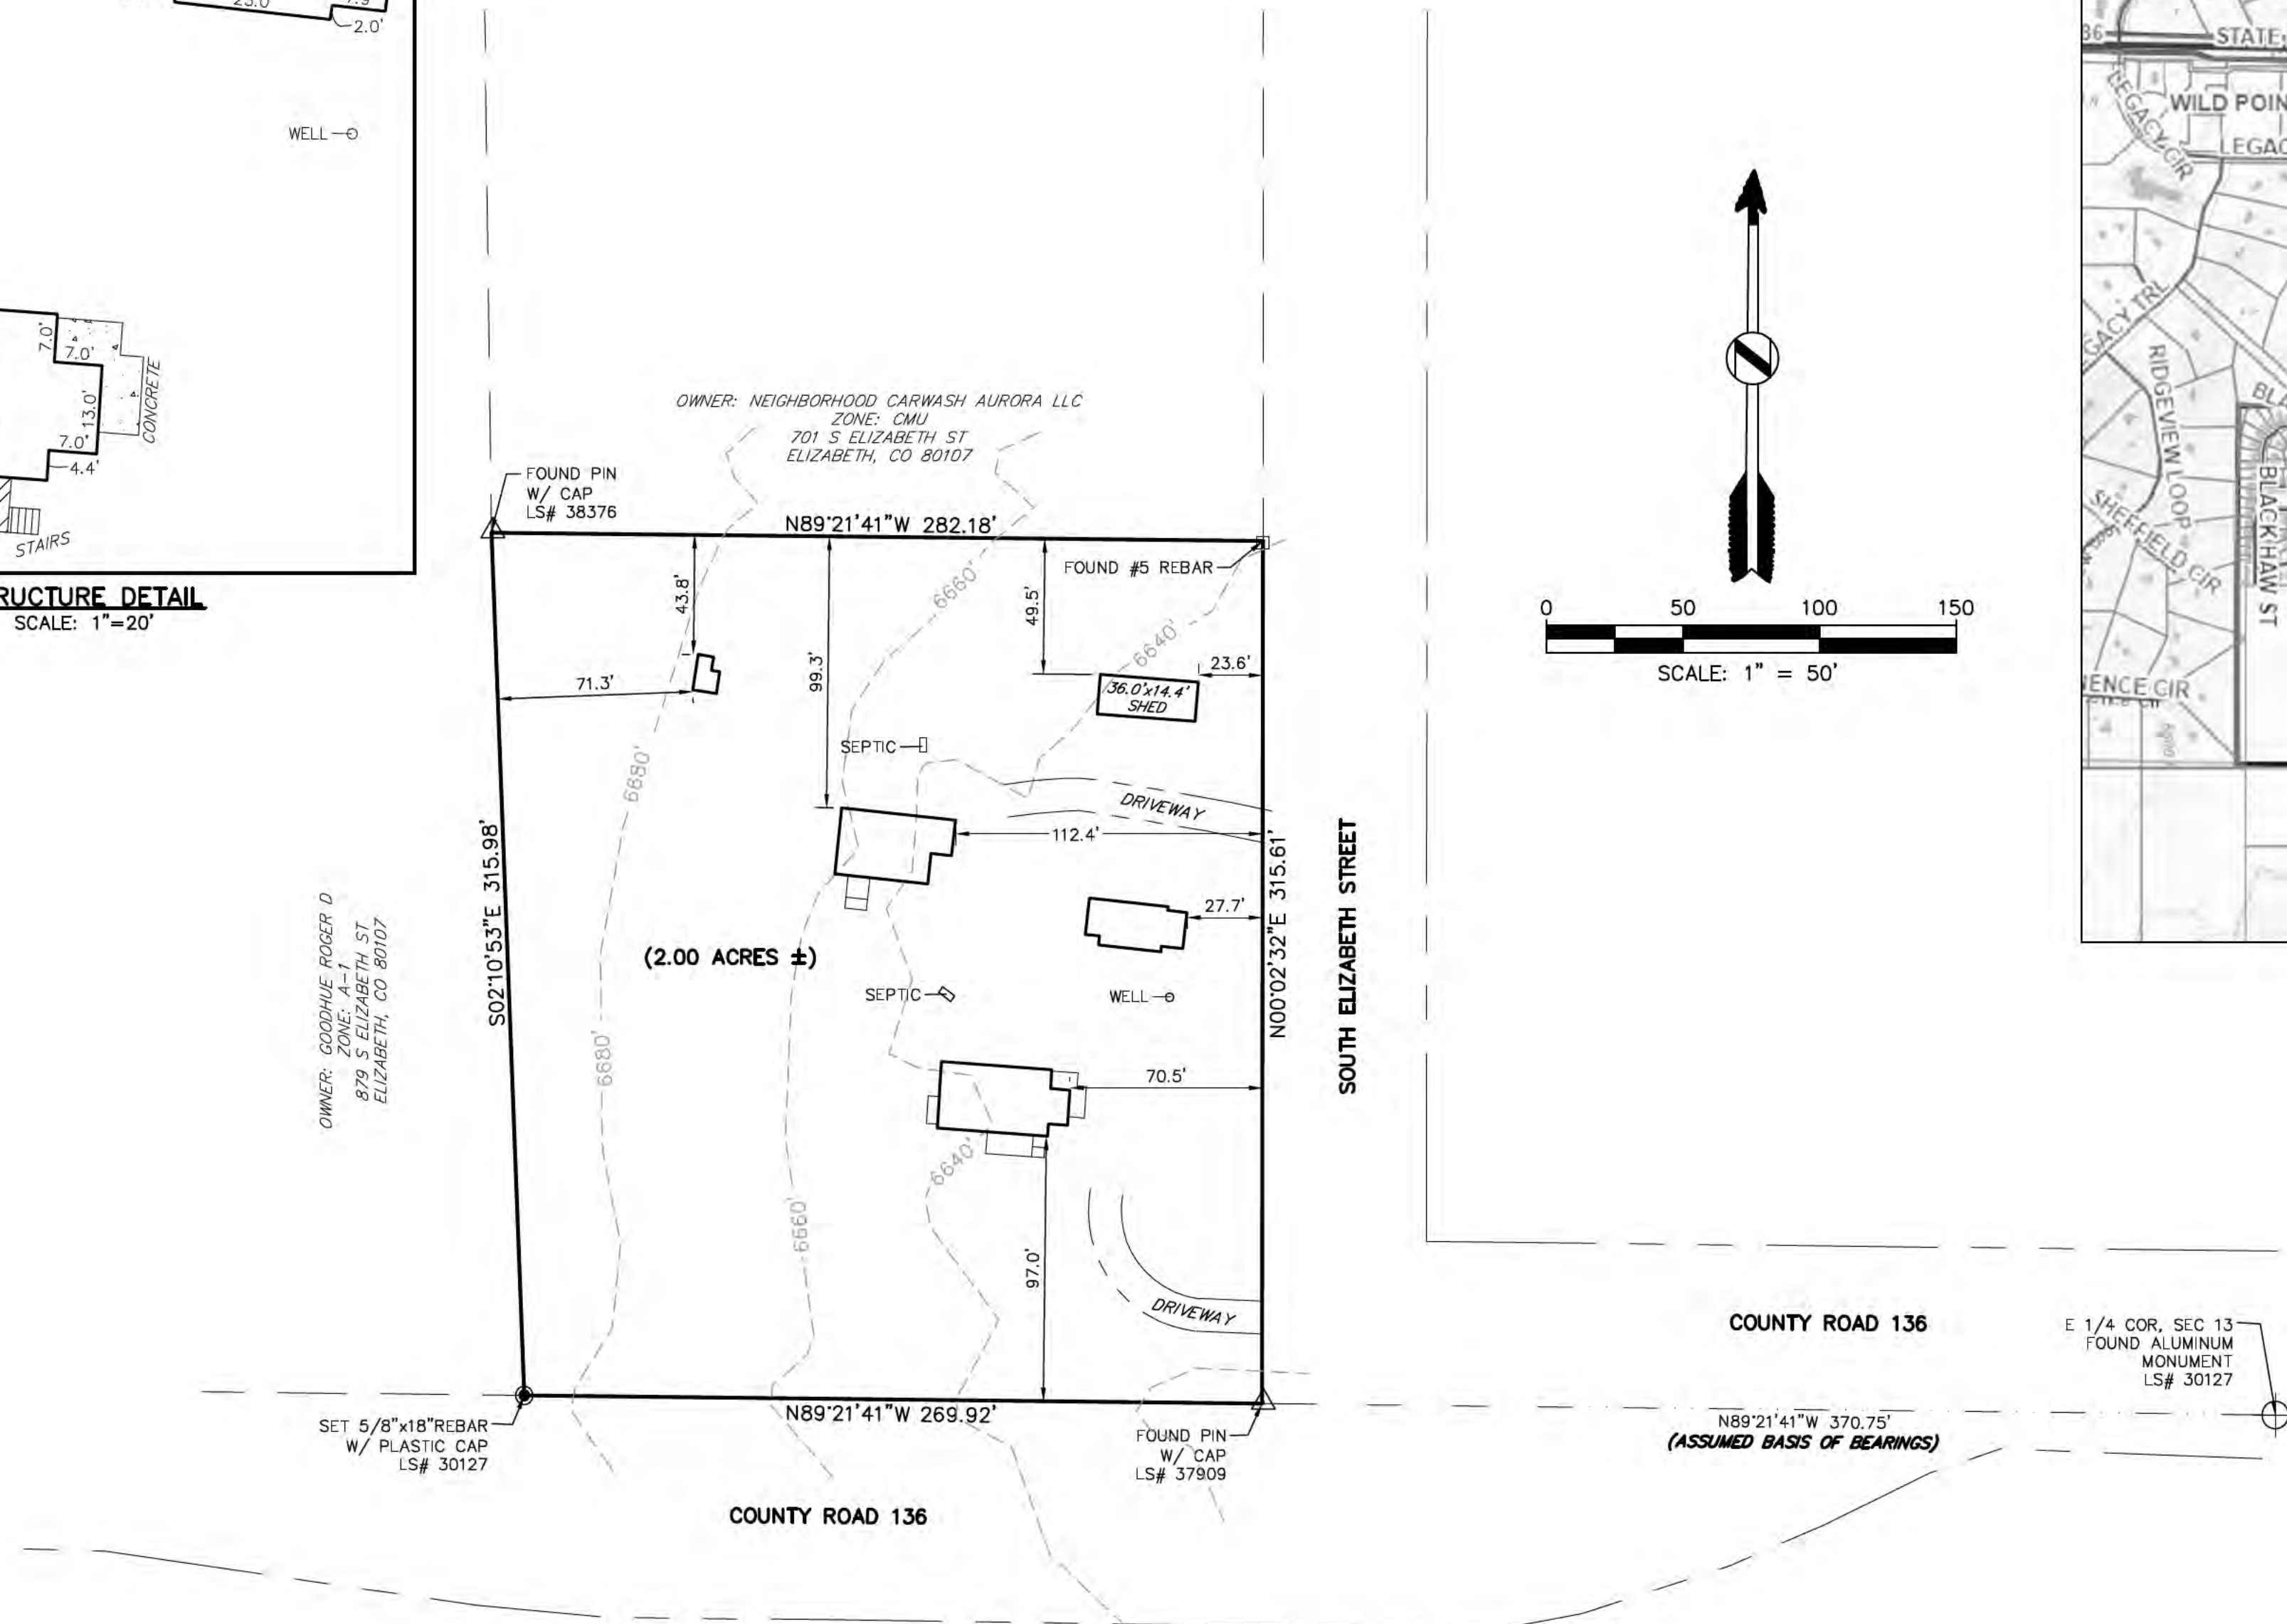 23.0'
2.0'
WELL
7.0'
7.0'
13.0'
7.0'
4.4'
CONCRETE
STAIRS
SCALE: 1"=20'
OWNER: NEIGHBORHOOD CARWASH AURORA LLC
ZONE: CMU
701 S ELIZABETH ST
ELIZABETH, CO 80107
FOUND PIN
W/ CAP
LS# 38376
N89°21'41"W 282.18'
FOUND #5 REBAR
43.8'
99.3'
49.5'
6660'
6640'
23.6'
71.3'
36.0'x14.4'
SHED
SEPTIC
6680'
DRIVEWAY
112.4'
S02°10'53"E 315.98'
N00°02'32"E 315.61'
SOUTH ELIZABETH STREET
27.7'
OWNER: GOODHUE ROGER D
ZONE: A-1
879 S ELIZABETH ST
ELIZABETH, CO 80107
(2.00 ACRES ±)
SEPTIC
WELL
6680'
70.5'
6640'
6660'
97.0'
DRIVEWAY
N89°21'41"W 269.92'
SET 5/8"x18"REBAR
W/ PLASTIC CAP
LS# 30127
FOUND PIN
W/ CAP
LS# 37909
COUNTY ROAD 136
0 50 100 150
SCALE: 1" = 50'
COUNTY ROAD 136
E 1/4 COR, SEC 13
FOUND ALUMINUM
MONUMENT
LS# 30127
N89°21'41"W 370.75'
(ASSUMED BASIS OF BEARINGS)
STATE
LEGACY CIR
WILD POIN
LEGAC
GACY TRL
RIDGEVIEW LOOP
BLA
BLACKHAW ST
SHEFFIELD CIR
IENCE CIR